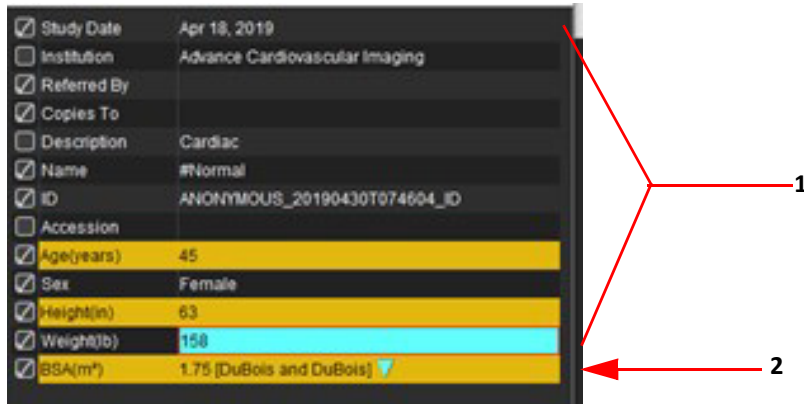 Study Date Apr 18, 2019
Institution Advance Cardiovascular Imaging
Referred By
Copies To
Description Cardiac
Name #Normal
ID ANONYMOUS_20190430T074604_ID
Accession
Age(years) 45
Sex Female
Height(in) 63
Weight(lb) 158
BSA(m²) 1.75 [DuBois and DuBois]
1
2